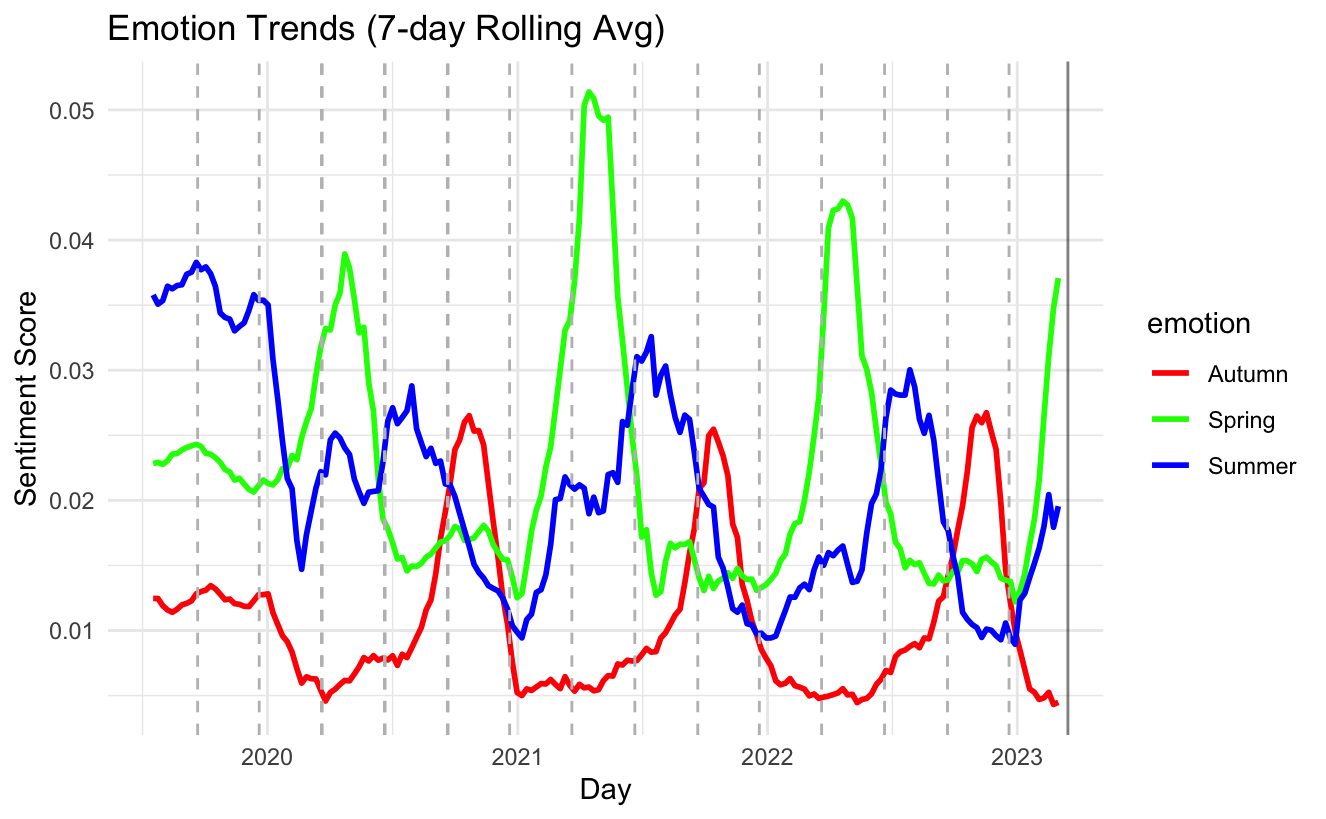 Emotion Trends (7-day Rolling Avg)
Sentiment Score
0.05
0.04
0.03
0.02
0.01
2020 2021 2022 2023
Day
emotion
Autumn
Spring
Summer